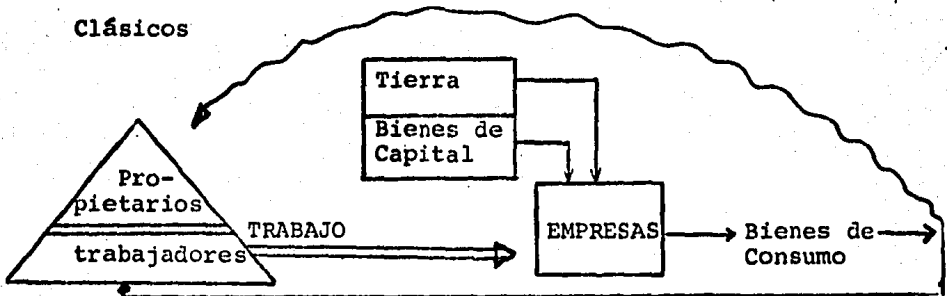 Clásicos
Tierra
Bienes de
Capital
Pro-
pietarios
trabajadores
TRABAJO
EMPRESAS
Bienes de
Consumo